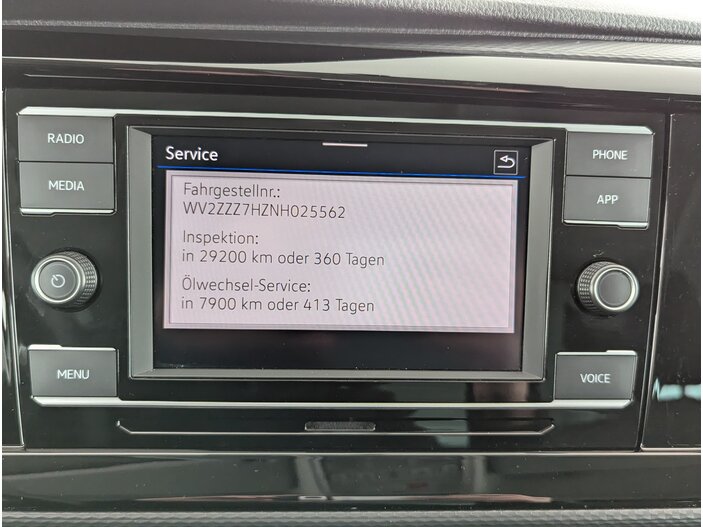 RADIO
MEDIA
MENU
Service
Fahrgestellnr.:
WV2ZZZ7HZNH025562
Inspektion:
in 29200 km oder 360 Tagen
Ölwechsel-Service:
in 7900 km oder 413 Tagen
PHONE
APP
VOICE